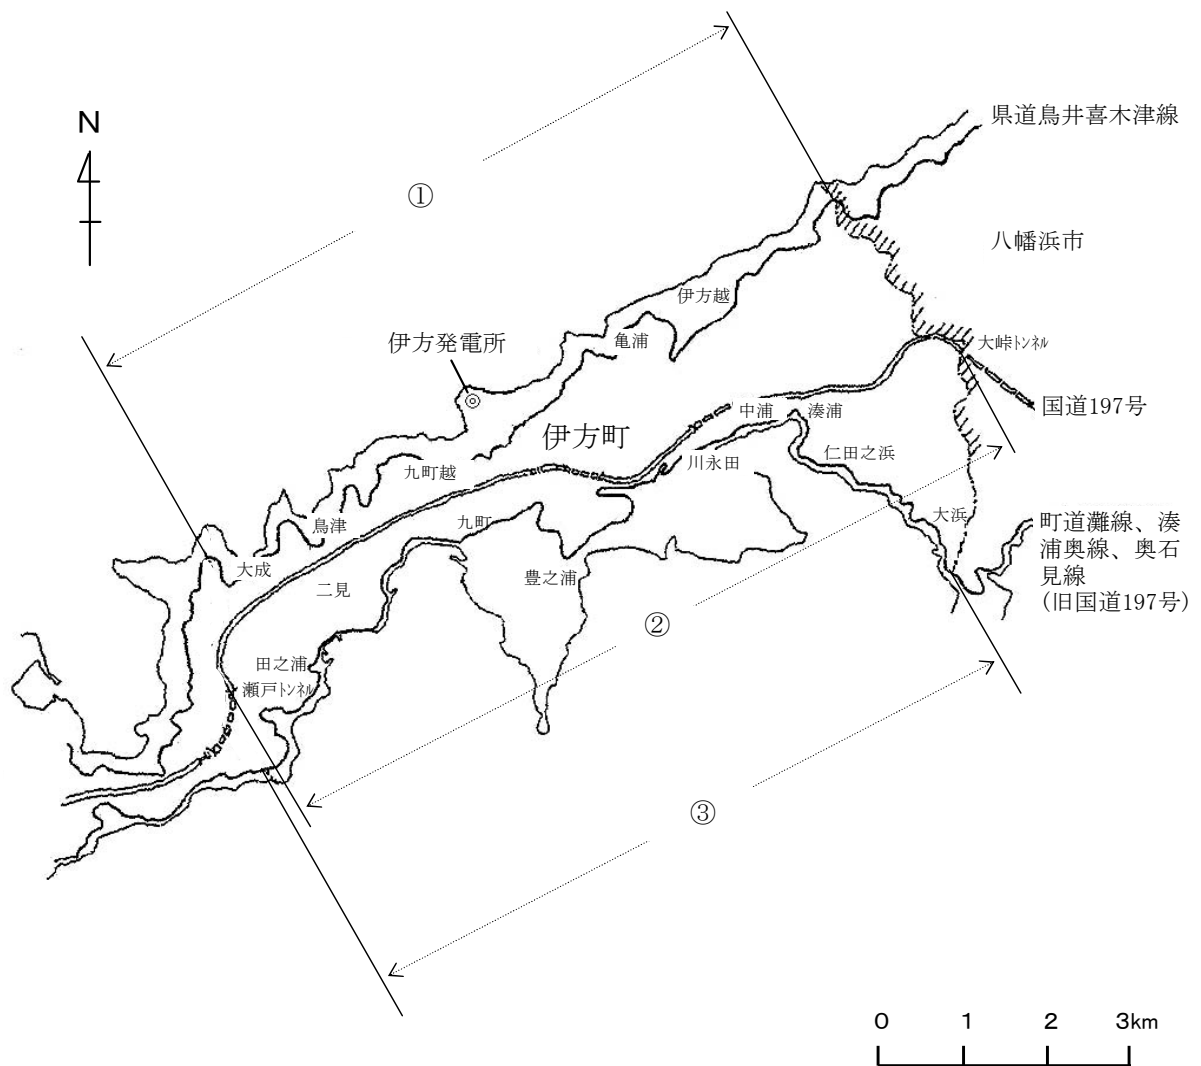 県道鳥井喜木津線
N
①
八幡浜市
伊方越
伊方発電所
亀浦
大峠トンネル
国道197号
中浦
湊浦
伊方町
仁田之浜
川永田
九町越
鳥津
九町
大浜
町道灘線、湊
浦奥線、奥石
見線
(旧国道197号)
大成
二見
豊之浦
②
田之浦
瀬戸トンネル
③
0 1 2 3km